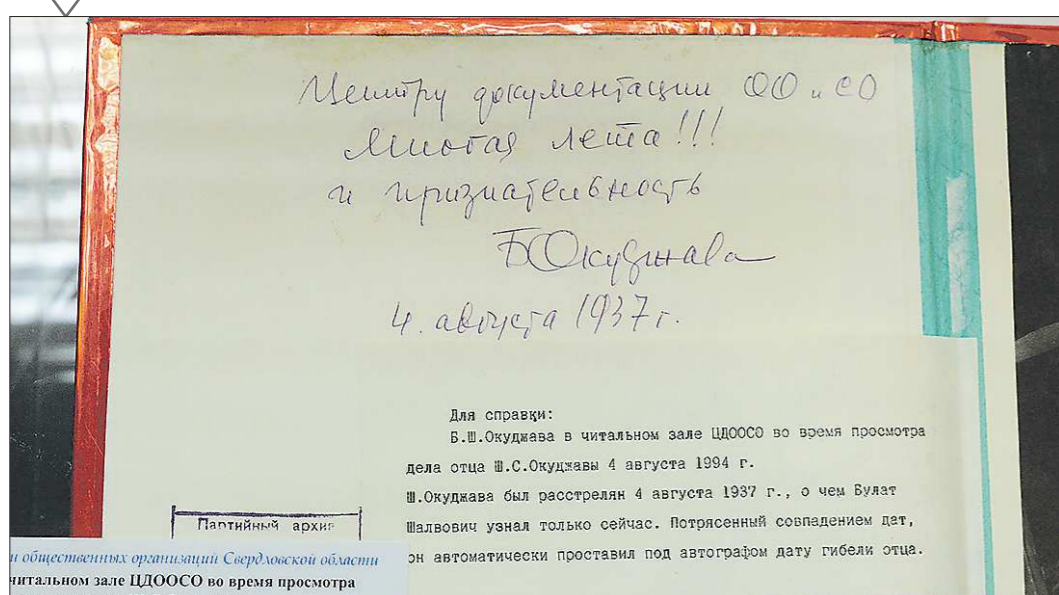 Центру документации ОО и СО
Многая лета!!!
и признательность
БОкуджава
4. августа 1937 г.
Для справки:
Б.Ш.Окуджава в читальном зале ЦДООСО во время просмотра
дела отца Ш.С.Окуджавы 4 августа 1994 г.
Ш.Окуджава был расстрелян 4 августа 1937 г., о чем Булат
Шалвович узнал только сейчас. Потрясенный совпадением дат,
он автоматически проставил под автографом дату гибели отца.
Партийный архив
и общественных организаций Свердловской области
читальном зале ЦДООСО во время просмотра